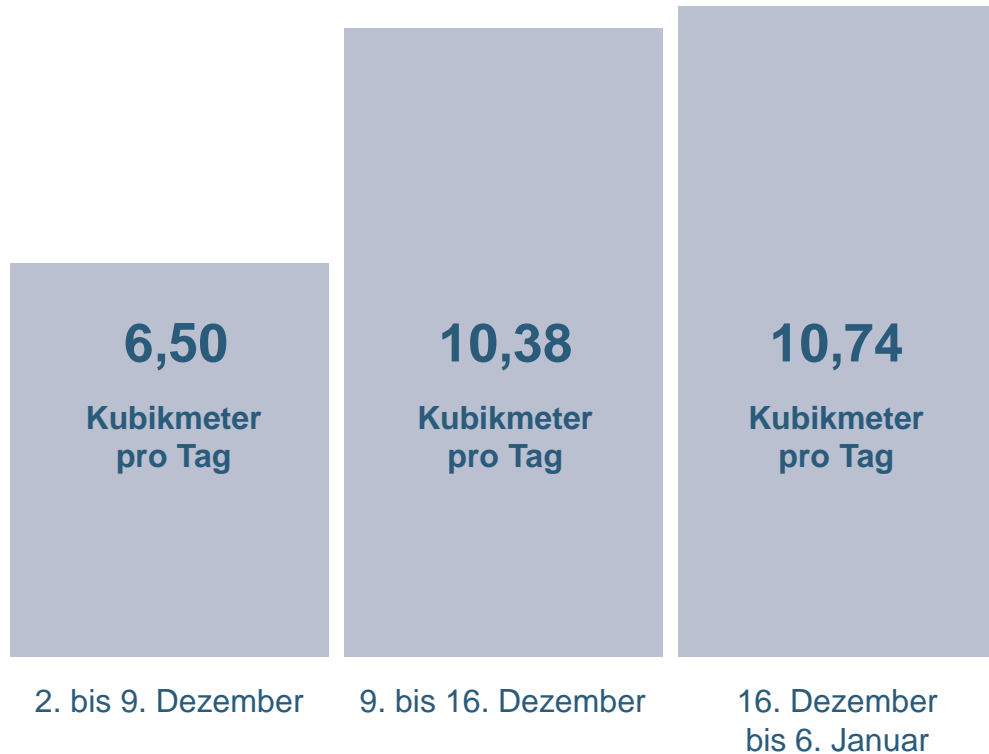 6,50
Kubikmeter
pro Tag
10,38
Kubikmeter
pro Tag
10,74
Kubikmeter
pro Tag
2. bis 9. Dezember
9. bis 16. Dezember
16. Dezember
bis 6. Januar